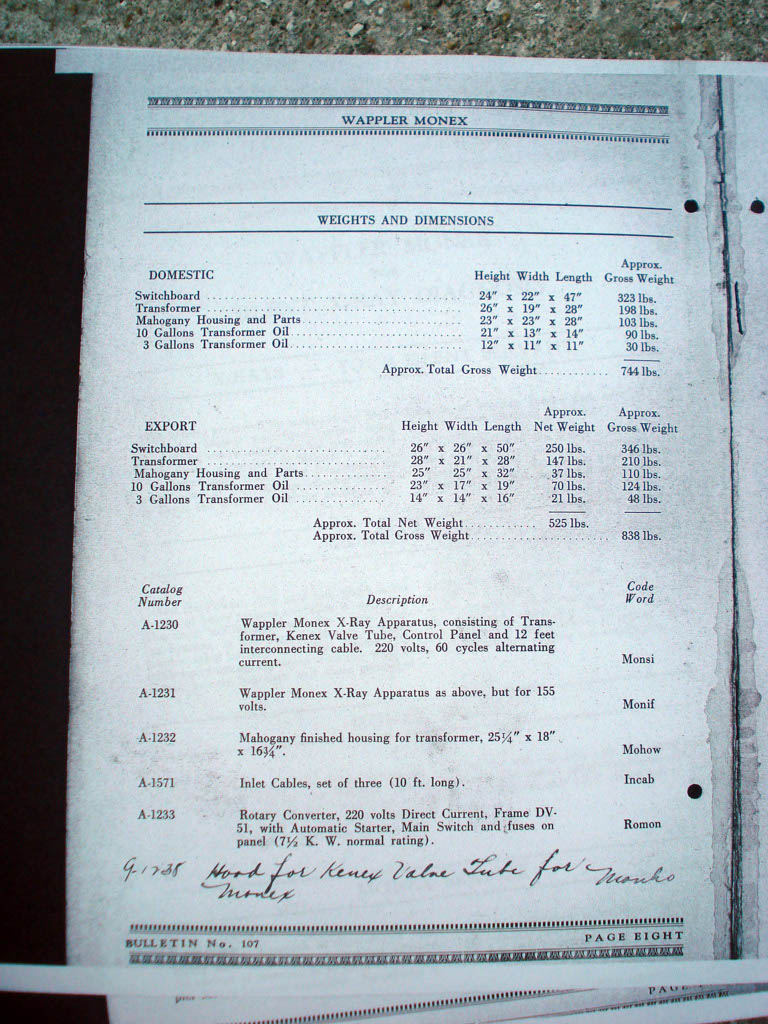 WAPPLER MONEX
WEIGHTS AND DIMENSIONS
DOMESTIC Height Width Length Approx. Gross Weight
Switchboard 24" x 22" x 47" 323 lbs.
Transformer 26" x 19" x 28" 198 lbs.
Mahogany Housing and Parts 23" x 23" x 28" 103 lbs.
10 Gallons Transformer Oil 21" x 13" x 14" 90 lbs.
3 Gallons Transformer Oil 12" x 11" x 11" 30 lbs.
Approx. Total Gross Weight 744 lbs.
EXPORT Height Width Length Approx. Net Weight Approx. Gross Weight
Switchboard 26" x 26" x 50" 250 lbs. 346 lbs.
Transformer 28" x 21" x 28" 147 lbs. 210 lbs.
Mahogany Housing and Parts 25" 25" x 32" 37 lbs. 110 lbs.
10 Gallons Transformer Oil 23" x 17" x 19" 70 lbs. 124 lbs.
3 Gallons Transformer Oil 14" x 14" x 16" 21 lbs. 48 lbs.
Approx. Total Net Weight 525 lbs.
Approx. Total Gross Weight 838 lbs.
Catalog Number Description Code Word
A-1230 Wappler Monex X-Ray Apparatus, consisting of Trans-
former, Kenex Valve Tube, Control Panel and 12 feet
interconnecting cable. 220 volts, 60 cycles alternating
current. Monsi
A-1231 Wappler Monex X-Ray Apparatus as above, but for 155
volts. Monif
A-1232 Mahogany finished housing for transformer, 25¼" x 18"
x 16¾". Mohow
A-1571 Inlet Cables, set of three (10 ft. long). Incab
A-1233 Rotary Converter, 220 volts Direct Current, Frame DV-
51, with Automatic Starter, Main Switch and fuses on
panel (7½ K. W. normal rating). Romon
Hood for Kenex Valve Tube for
Monex
BULLETIN No. 107 PAGE EIGHT